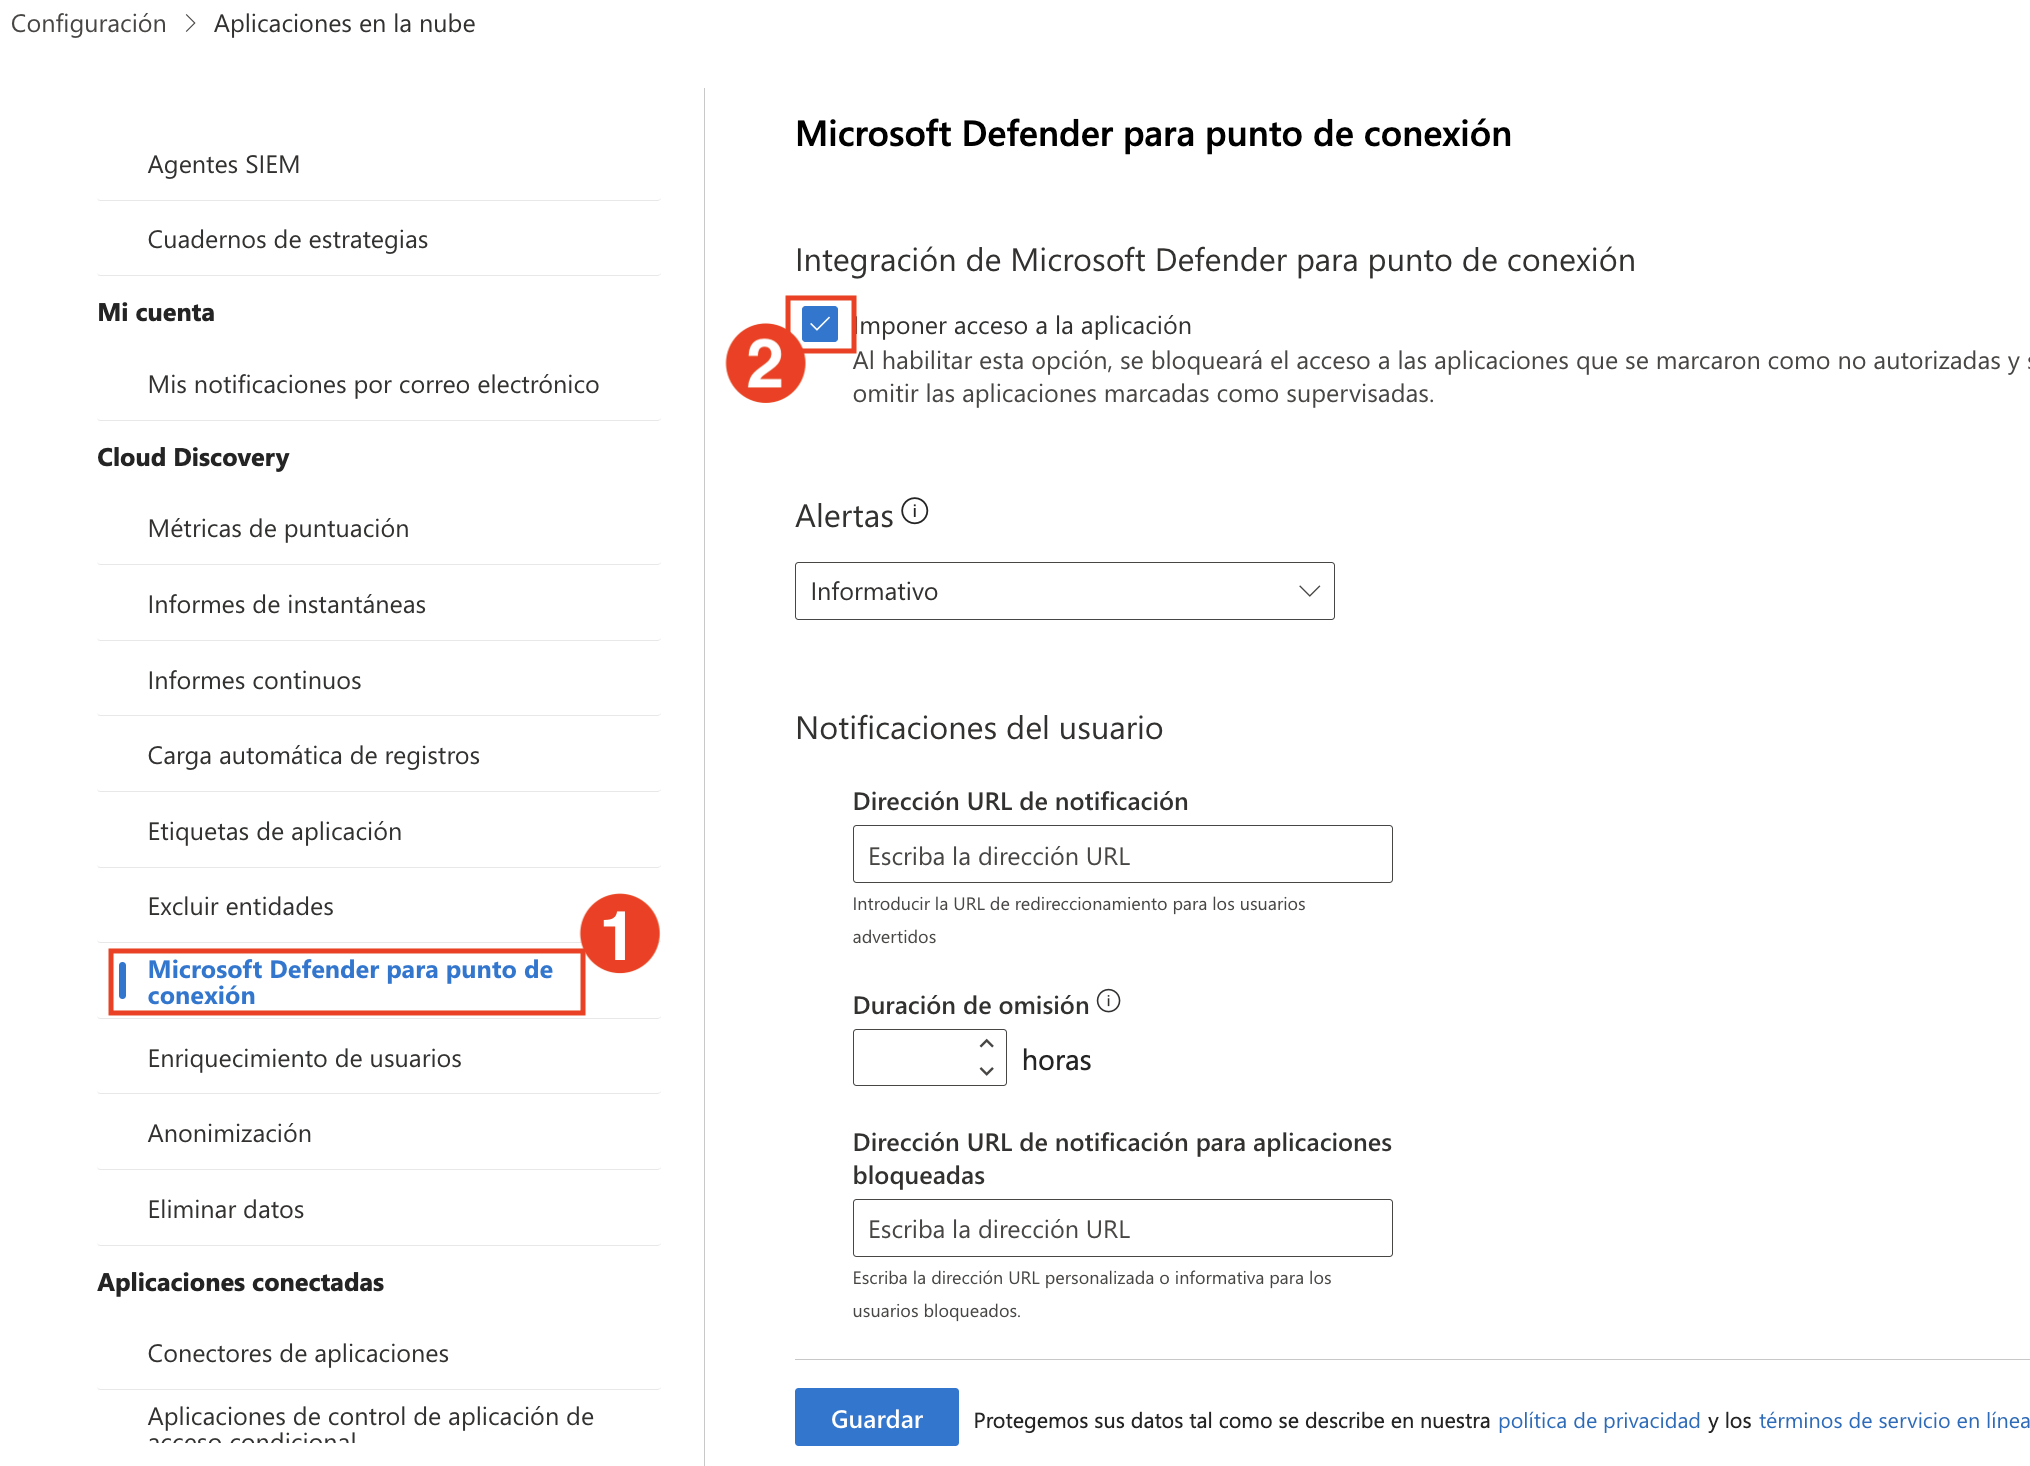 Configuración > Aplicaciones en la nube
Agentes SIEM
Cuadernos de estrategias
Mi cuenta
Mis notificaciones por correo electrónico
Cloud Discovery
Métricas de puntuación
Informes de instantáneas
Informes continuos
Carga automática de registros
Etiquetas de aplicación
Excluir entidades
1
Microsoft Defender para punto de
conexión
Enriquecimiento de usuarios
Anonimización
Eliminar datos
Aplicaciones conectadas
Conectores de aplicaciones
Aplicaciones de control de aplicación de
acceso condicional
Microsoft Defender para punto de conexión
Integración de Microsoft Defender para punto de conexión
2
Imponer acceso a la aplicación
Al habilitar esta opción, se bloqueará el acceso a las aplicaciones que se marcaron como no autorizadas y
omitir las aplicaciones marcadas como supervisadas.
Alertas
Informativo
Notificaciones del usuario
Dirección URL de notificación
Escriba la dirección URL
Introducir la URL de redireccionamiento para los usuarios
advertidos
Duración de omisión
horas
Dirección URL de notificación para aplicaciones
bloqueadas
Escriba la dirección URL
Escriba la dirección URL personalizada o informativa para los
usuarios bloqueados.
Guardar
Protegemos sus datos tal como se describe en nuestra política de privacidad y los términos de servicio en línea